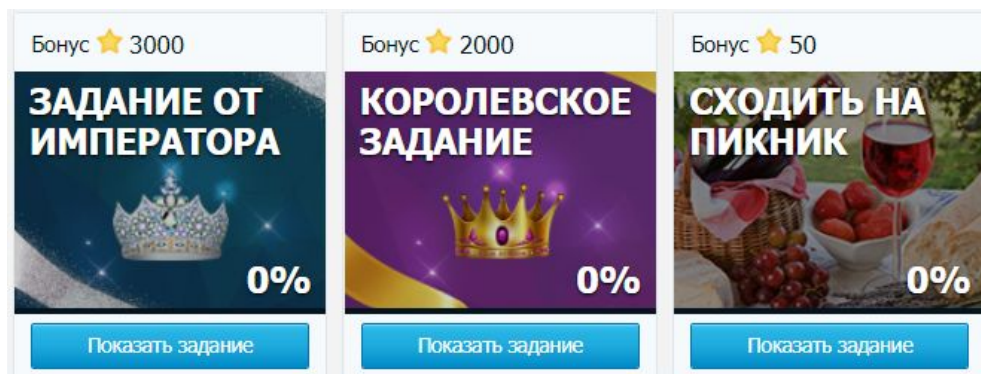 Бонус 3000
ЗАДАНИЕ ОТ
ИМПЕРАТОРА
0%
Показать задание
Бонус 2000
КОРОЛЕВСКОЕ
ЗАДАНИЕ
0%
Показать задание
Бонус 50
СХОДИТЬ НА
ПИКНИК
0%
Показать задание